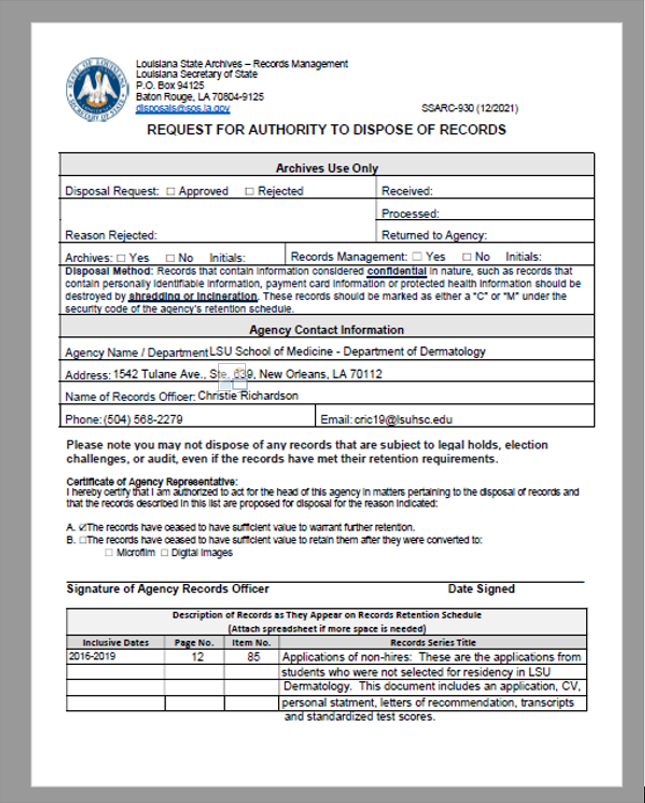 Louisiana State Archives – Records Management
Louisiana Secretary of State
P.O. Box 94125
Baton Rouge, LA 70804-9125
disposals@sos.la.gov
SSARC-930 (12/2021)
REQUEST FOR AUTHORITY TO DISPOSE OF RECORDS
Archives Use Only
Disposal Request: ☐ Approved ☐ Rejected
Received:
Processed:
Reason Rejected:
Returned to Agency:
Archives: ☐ Yes ☐ No Initials:
Records Management: ☐ Yes ☐ No Initials:
Disposal Method: Records that contain information considered confidential in nature, such as records that
contain personally identifiable information, payment card information or protected health information should be
destroyed by shredding or incineration. These records should be marked as either a "C" or "M" under the
security code of the agency's retention schedule.
Agency Contact Information
Agency Name / Department LSU School of Medicine - Department of Dermatology
Address: 1542 Tulane Ave., Ste. 639, New Orleans, LA 70112
Name of Records Officer: Christie Richardson
Phone: (504) 568-2279
Email: cric19@lsuhsc.edu
Please note you may not dispose of any records that are subject to legal holds, election
challenges, or audit, even if the records have met their retention requirements.
Certificate of Agency Representative:
I hereby certify that I am authorized to act for the head of this agency in matters pertaining to the disposal of records and
that the records described in this list are proposed for disposal for the reason indicated:
A. ☑The records have ceased to have sufficient value to warrant further retention.
B. ☐The records have ceased to have sufficient value to retain them after they were converted to:
☐ Microfilm ☐ Digital Images
Signature of Agency Records Officer Date Signed
Description of Records as They Appear on Records Retention Schedule
(Attach spreadsheet if more space is needed)
Inclusive Dates Page No. Item No. Records Series Title
2016-2019 12 85 Applications of non-hires: These are the applications from
students who were not selected for residency in LSU
Dermatology. This document includes an application, CV,
personal statment, letters of recommendation, transcripts
and standardized test scores.